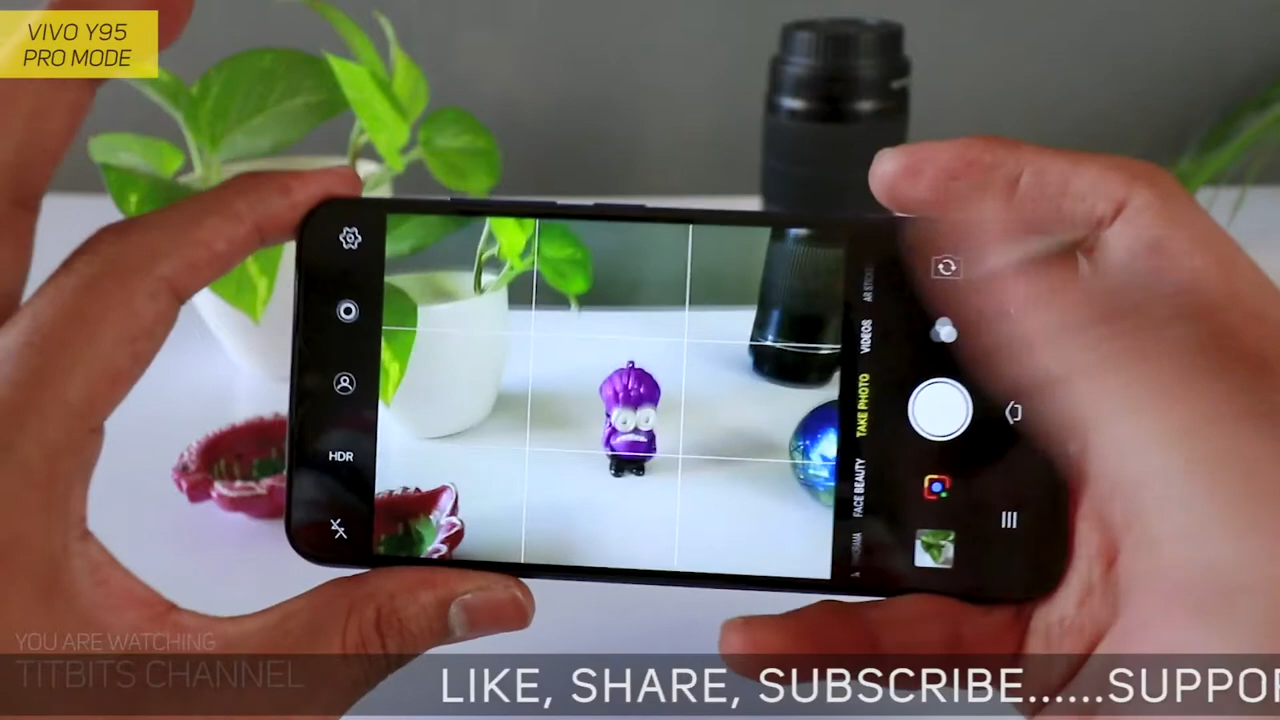 VIVO Y95
PRO MODE
HDR
AR STICK
VIDEOS
TAKE PHOTO
FACE BEAUTY
YOU ARE WATCHING
TITBITS CHANNEL
LIKE, SHARE, SUBSCRIBE......SUPPO